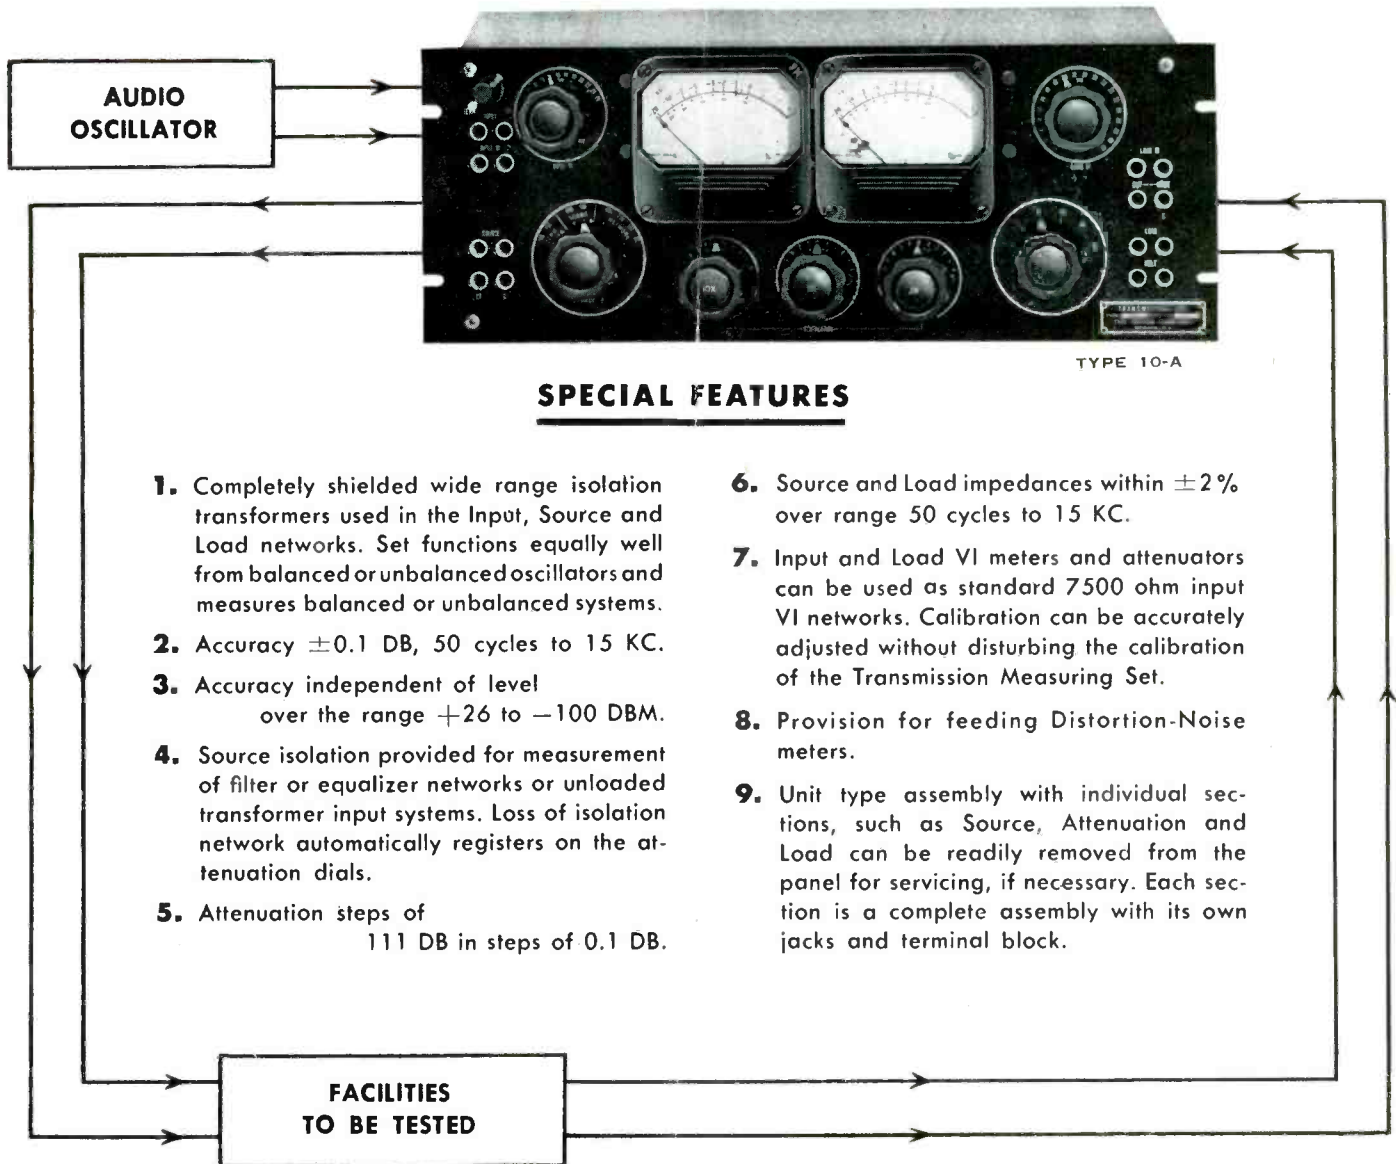 AUDIO
OSCILLATOR
TYPE 10-A
SPECIAL FEATURES
1. Completely shielded wide range isolation
transformers used in the Input, Source and
Load networks. Set functions equally well
from balanced or unbalanced oscillators and
measures balanced or unbalanced systems.
2. Accuracy ±0.1 DB, 50 cycles to 15 KC.
3. Accuracy independent of level
over the range +26 to −100 DBM.
4. Source isolation provided for measurement
of filter or equalizer networks or unloaded
transformer input systems. Loss of isolation
network automatically registers on the at-
tenuation dials.
5. Attenuation steps of
111 DB in steps of 0.1 DB.
6. Source and Load impedances within ±2%
over range 50 cycles to 15 KC.
7. Input and Load VI meters and attenuators
can be used as standard 7500 ohm input
VI networks. Calibration can be accurately
adjusted without disturbing the calibration
of the Transmission Measuring Set.
8. Provision for feeding Distortion-Noise
meters.
9. Unit type assembly with individual sec-
tions, such as Source, Attenuation and
Load can be readily removed from the
panel for servicing, if necessary. Each sec-
tion is a complete assembly with its own
jacks and terminal block.
FACILITIES
TO BE TESTED